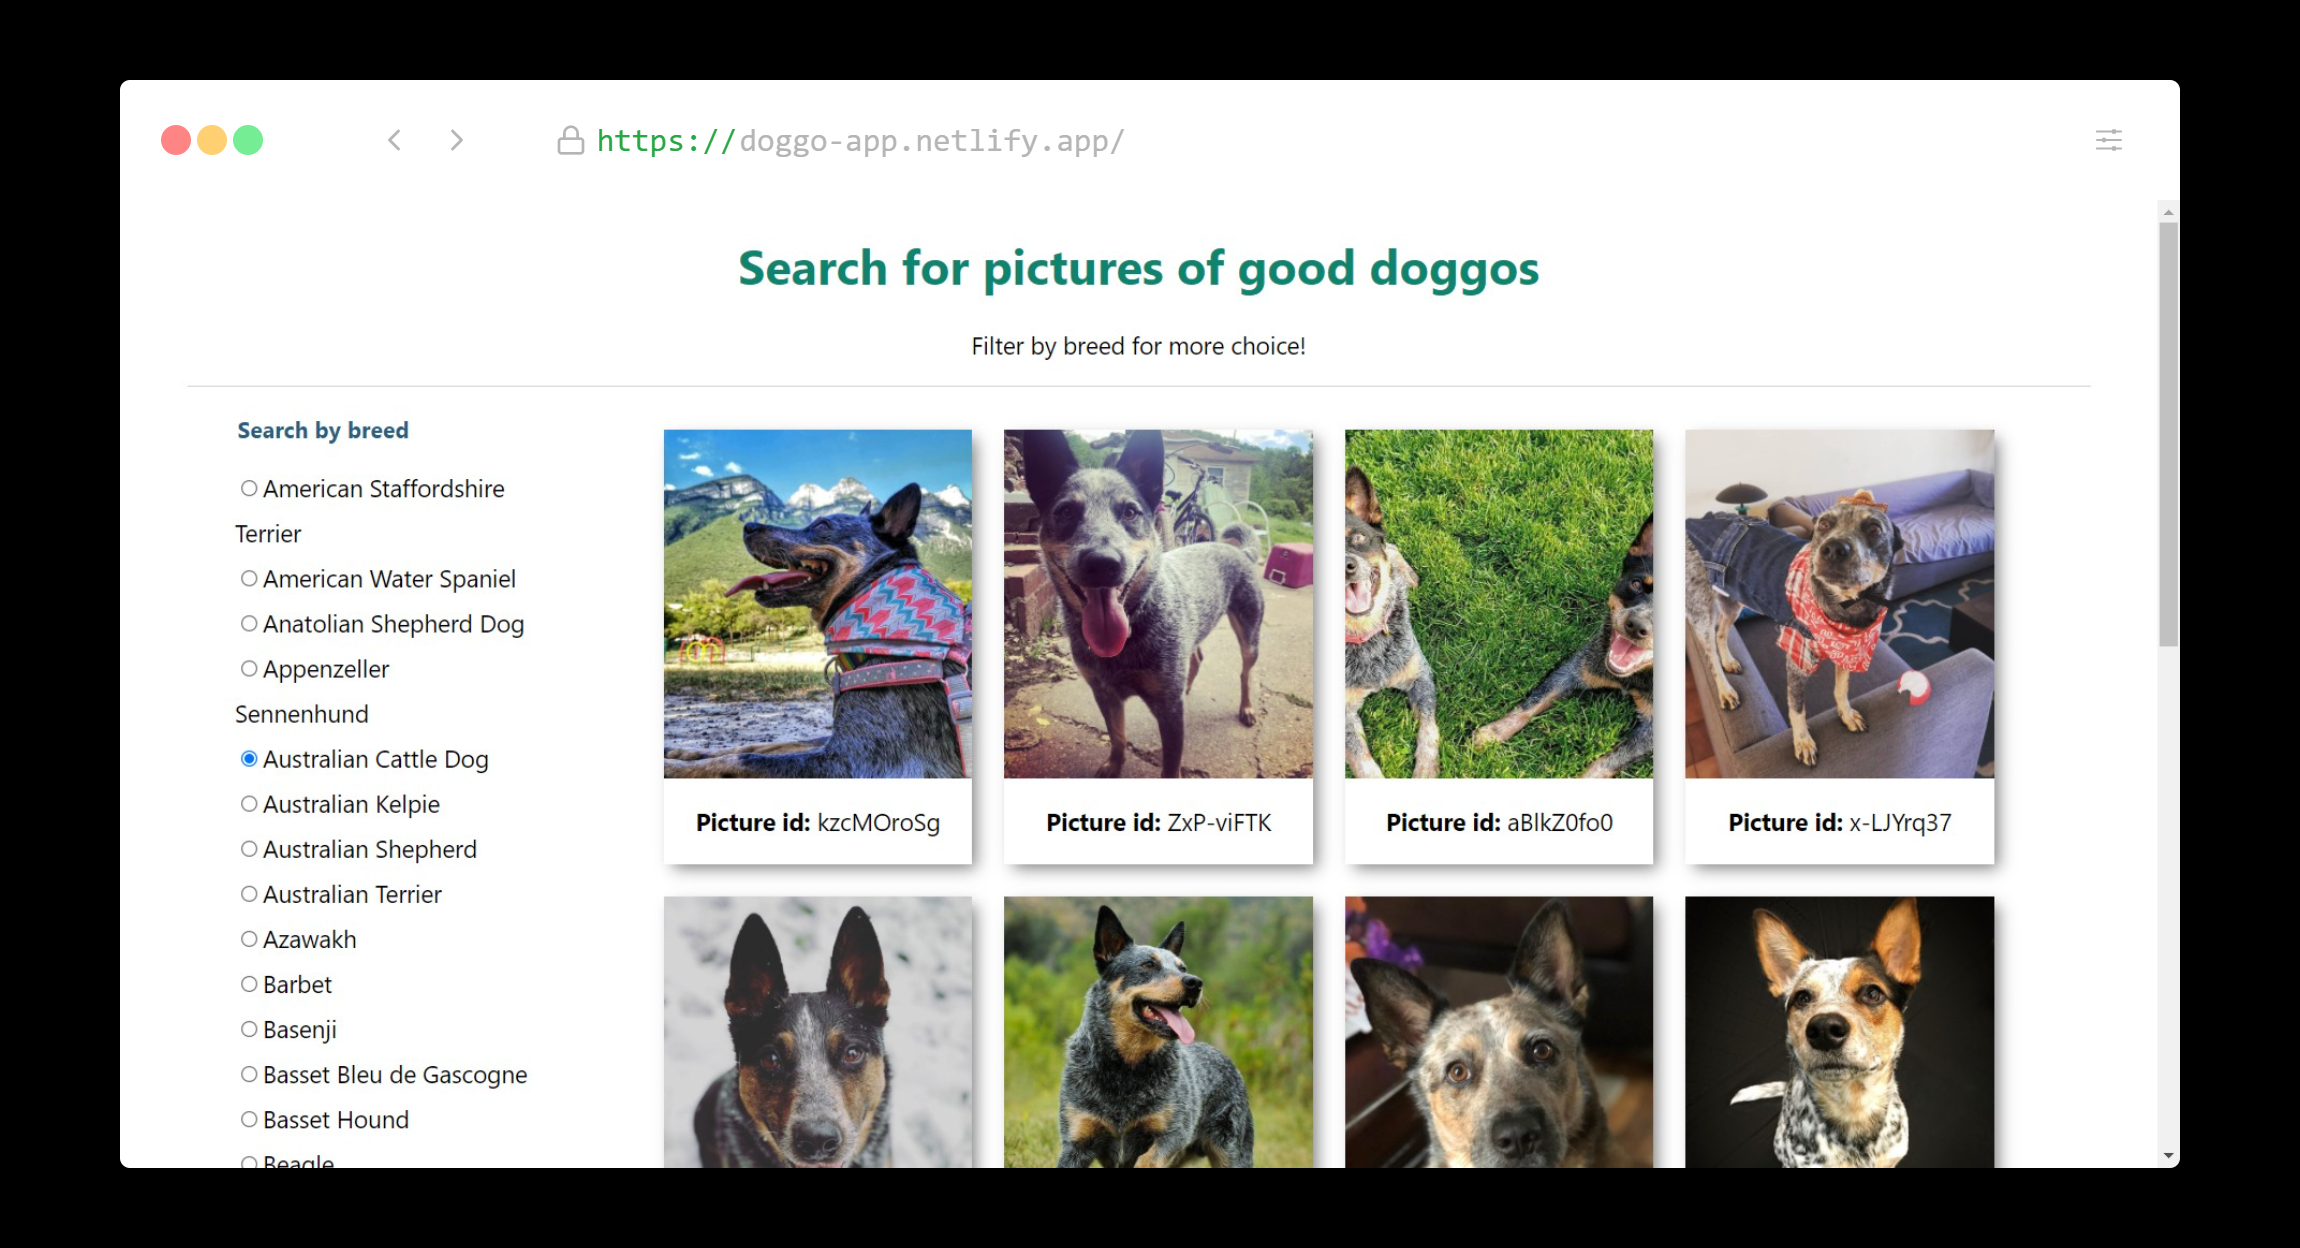 https://doggo-app.netlify.app/
Search for pictures of good doggos
Filter by breed for more choice!
Search by breed
American Staffordshire
Terrier
American Water Spaniel
Anatolian Shepherd Dog
Appenzeller
Sennenhund
Australian Cattle Dog
Australian Kelpie
Australian Shepherd
Australian Terrier
Azawakh
Barbet
Basenji
Basset Bleu de Gascogne
Basset Hound
Beagle
Picture id: kzcMOroSg
Picture id: ZxP-viFTK
Picture id: aBlkZ0fo0
Picture id: x-LJYrq37